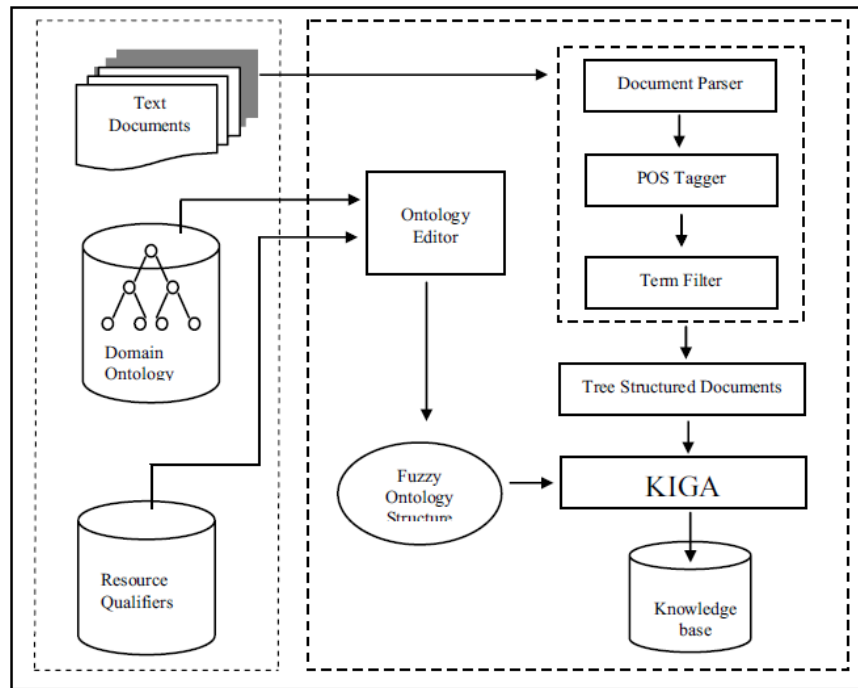 Text
Documents
Document Parser
POS Tagger
Term Filter
Ontology
Editor
Domain
Ontology
Tree Structured Documents
Fuzzy
Ontology
Structure
KIGA
Resource
Qualifiers
Knowledge
base